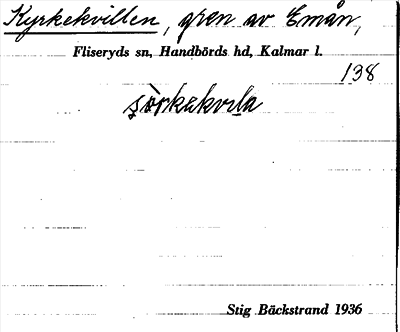 Kyrkekvillen, gren av Emån,
Fliseryds sn, Handbörds hd, Kalmar l.
138
Stig Bäckstrand 1936